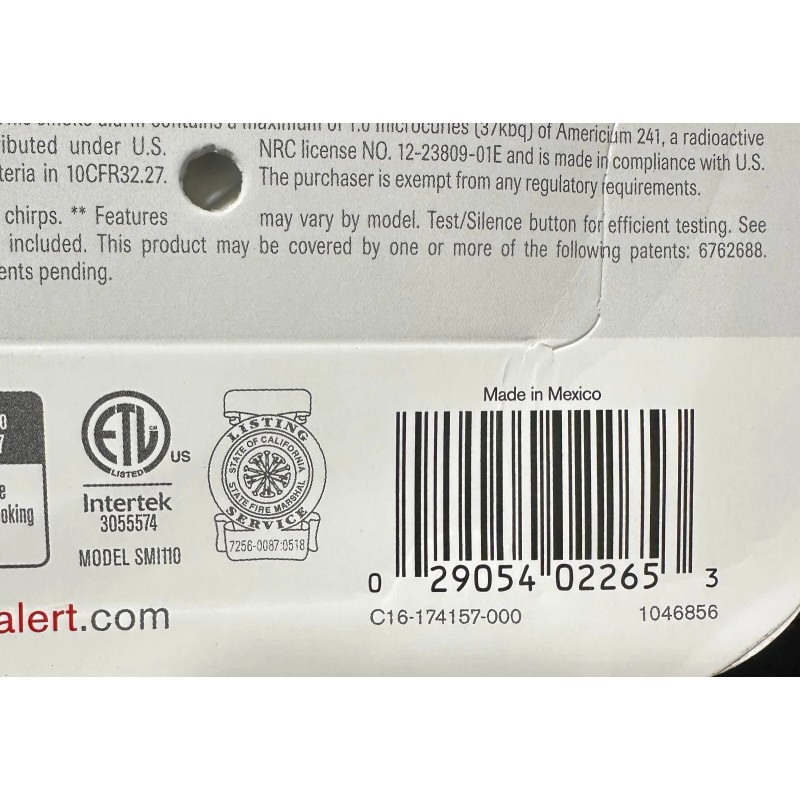 smoke alarm contains a maximum of 1.0 microcuries (37kbq) of Americium 241, a radioactive
ributed under U.S. NRC license NO. 12-23809-01E and is made in compliance with U.S.
teria in 10CFR32.27. The purchaser is exempt from any regulatory requirements.
chirps. ** Features may vary by model. Test/Silence button for efficient testing. See
included. This product may be covered by one or more of the following patents: 6762688.
ents pending.
0
7
e
oking
ETL
CM
LISTED
US
Intertek
3055574
MODEL SMI110
LISTING
STATE OF CALIFORNIA
STATE FIRE MARSHAL
SERVICE
7256-0087:0518
Made in Mexico
0 29054 02265 3
C16-174157-000 1046856
alert.com